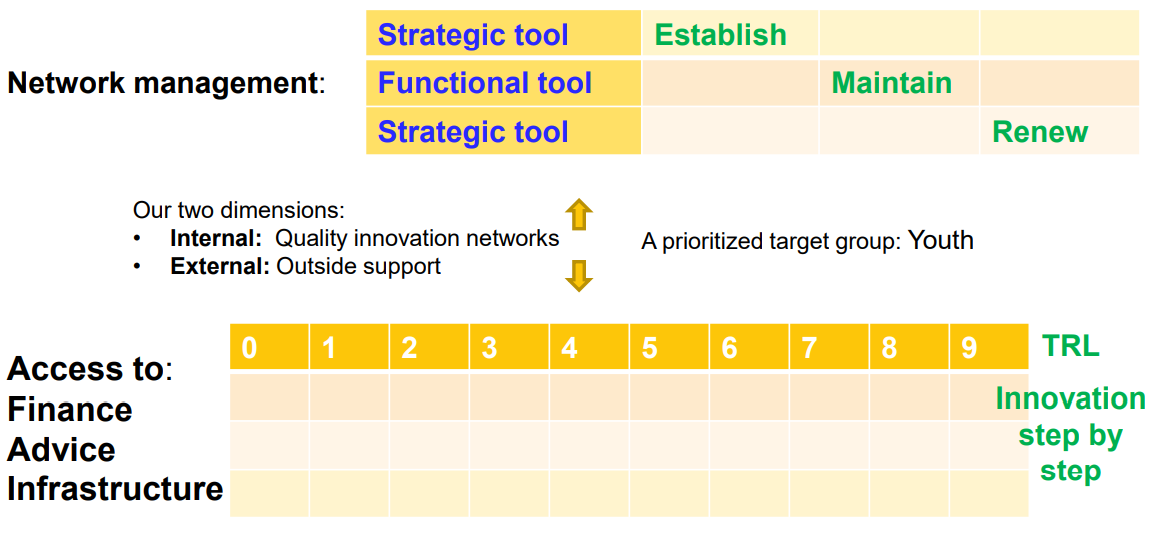 Strategic tool Establish
Network management: Functional tool Maintain
Strategic tool Renew
Our two dimensions:
• Internal: Quality innovation networks
• External: Outside support
A prioritized target group: Youth
0 1 2 3 4 5 6 7 8 9 TRL
Access to:
Finance
Advice
Infrastructure
Innovation
step by
step